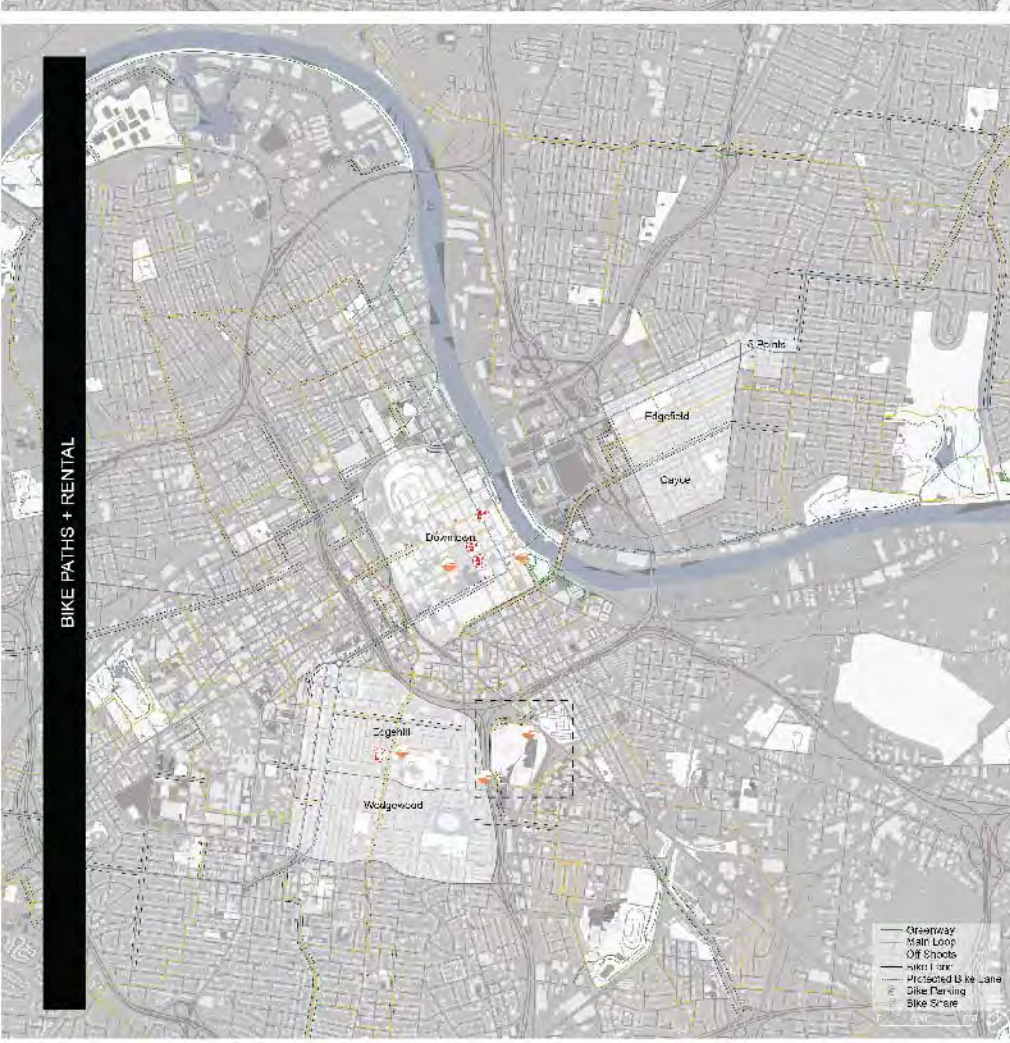 BIKE PATHS + RENTAL
5 Points
Edgefield
Cayce
Downtown
Edgehill
Wedgewood
Greenway
Main Loop
Off Shoots
Bike Lane
Protected Bike Lane
Bike Parking
Bike Share